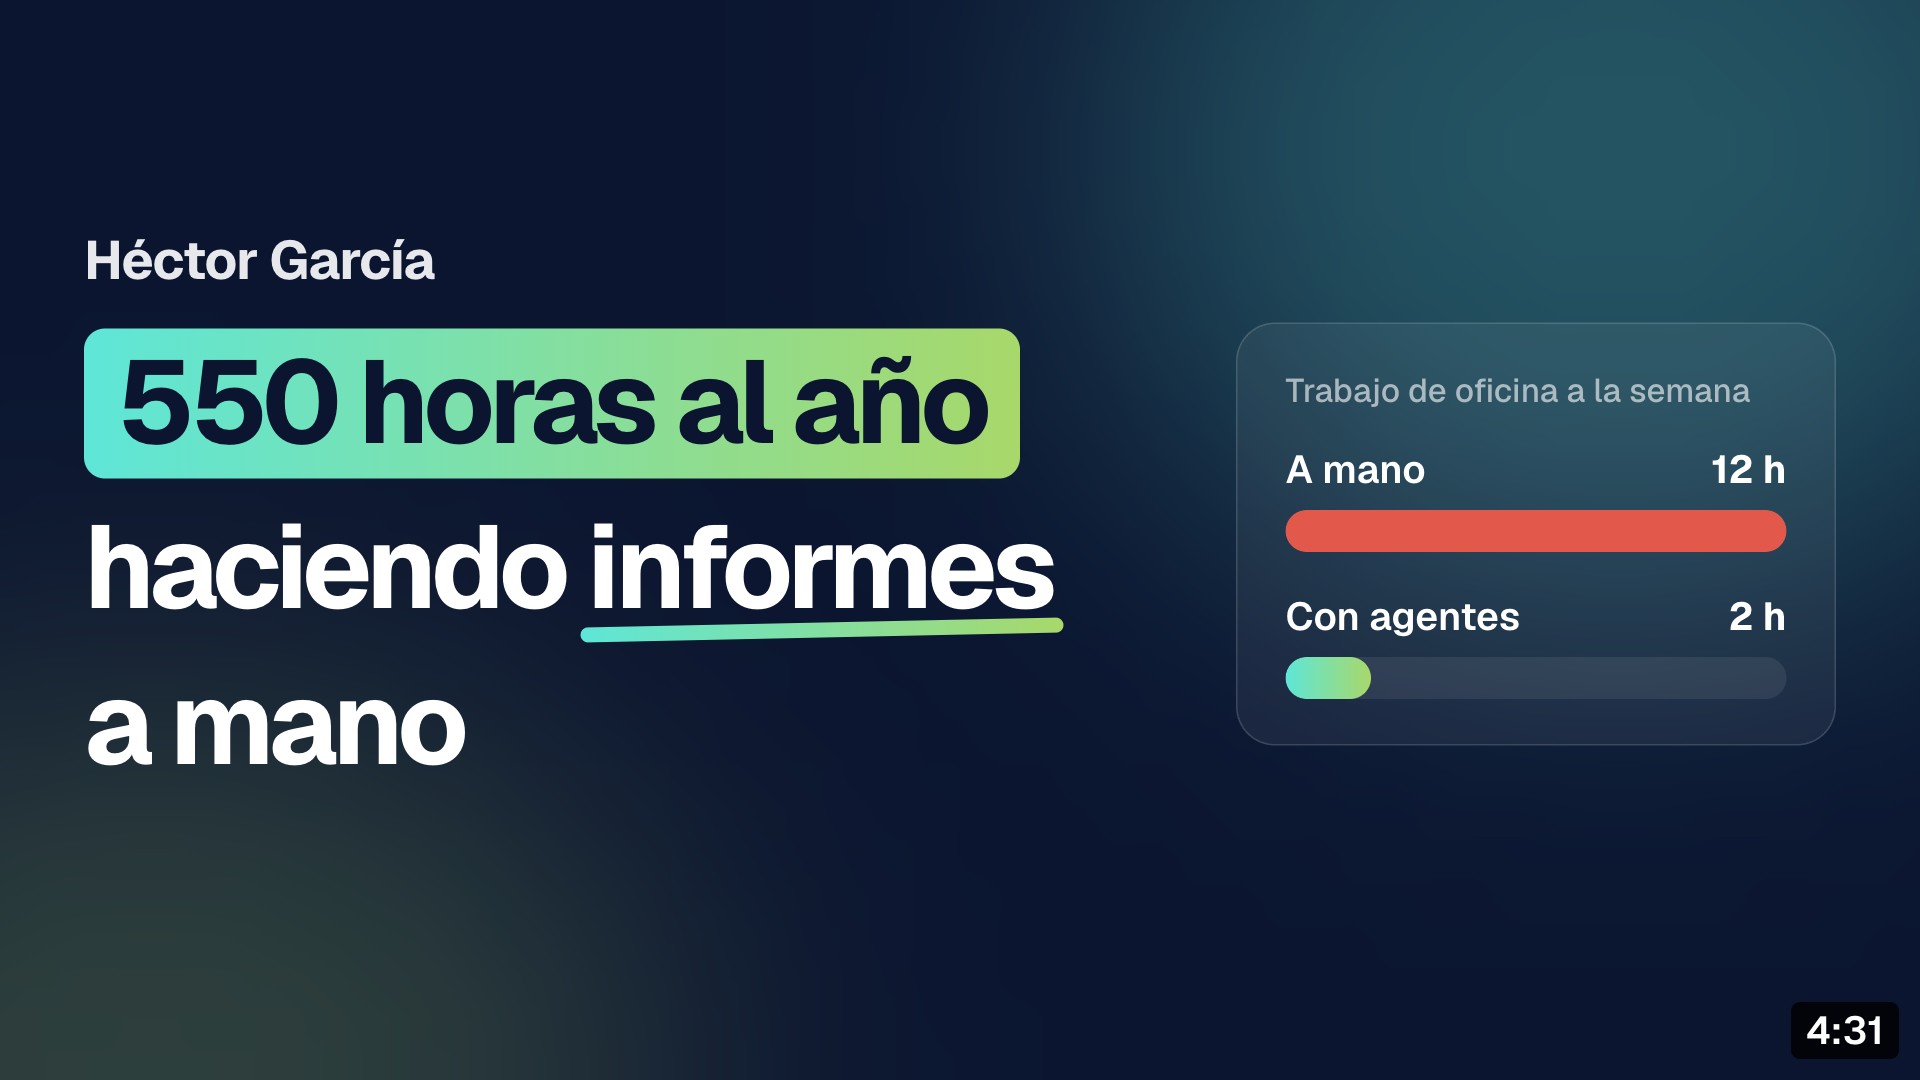 Héctor García
550 horas al año
haciendo informes
a mano
Trabajo de oficina a la semana
A mano 12 h
Con agentes 2 h
4:31